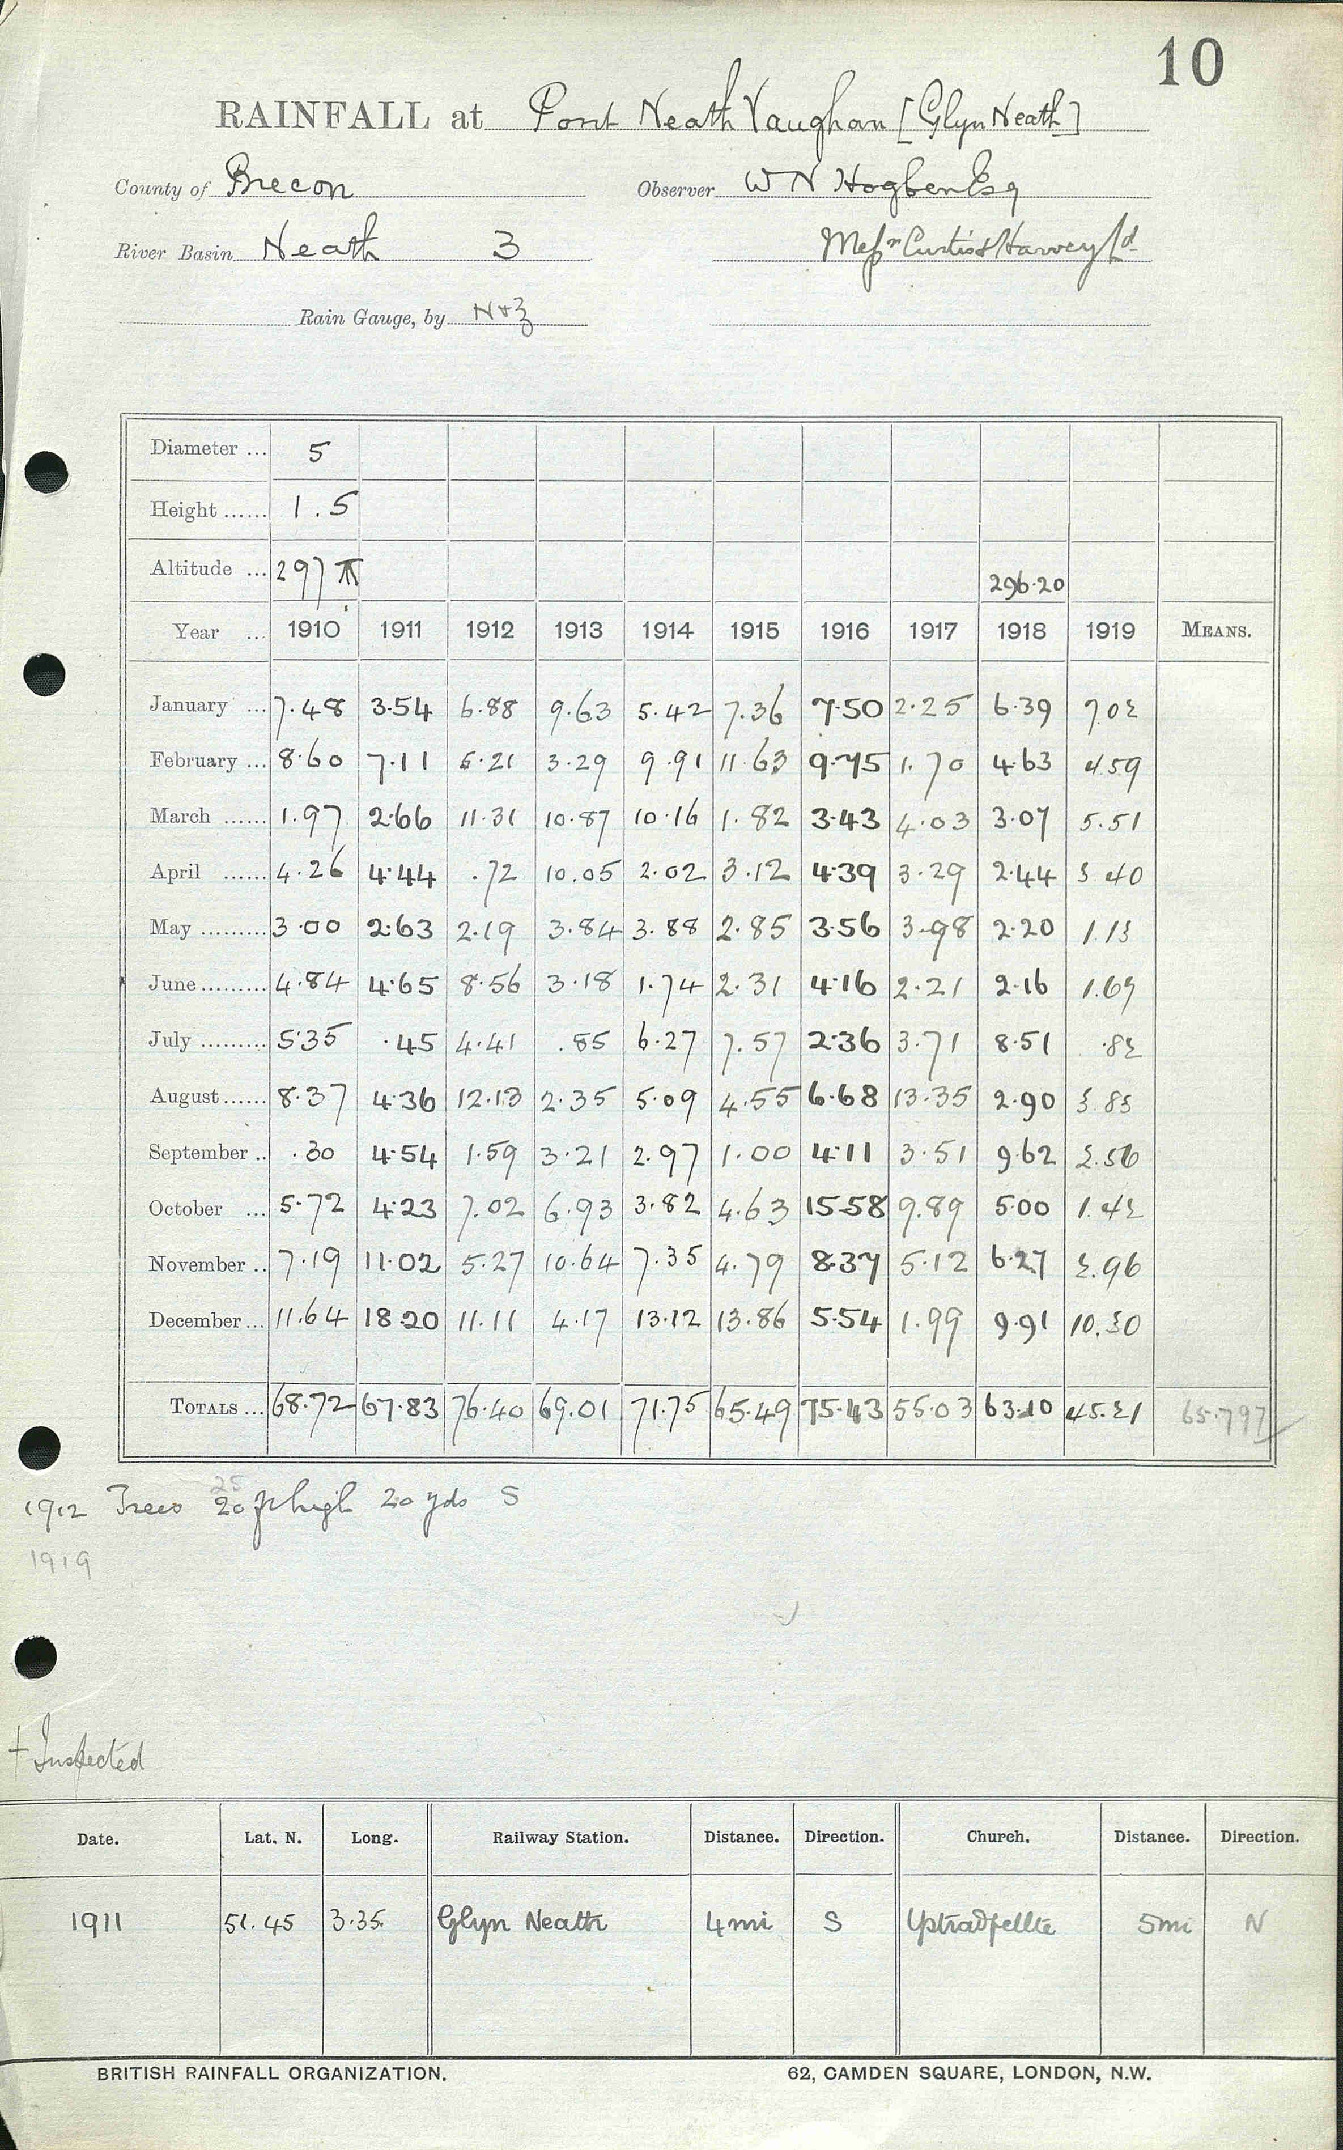 10
RAINFALL at Pont Neath Vaughan [Glyn Neath]
County of Brecon Observer W N Hogben Esq
River Basin Neath 3 Messrs Curtis & Harvey Ld
Rain Gauge, by N+Z
Diameter ... 5
Height ...... 1.5
Altitude ... 297 296.20
Year ... 1910 1911 1912 1913 1914 1915 1916 1917 1918 1919 MEANS.
January ... 7.48 3.54 6.88 9.63 5.42 7.36 7.50 2.25 6.39 7.02
February ... 8.60 7.11 5.21 3.29 9.91 11.63 9.75 1.70 4.63 4.59
March ...... 1.97 2.66 11.31 10.87 10.16 1.82 3.43 4.03 3.07 5.51
April ...... 4.26 4.44 .72 10.05 2.02 3.12 4.39 3.29 2.44 3.40
May ......... 3.00 2.63 2.19 3.84 3.88 2.85 3.56 3.98 2.20 1.13
June ......... 4.84 4.65 8.56 3.18 1.74 2.31 4.16 2.21 2.16 1.67
July ......... 5.35 .45 4.41 .85 6.27 7.57 2.36 3.71 8.51 .82
August ...... 8.37 4.36 12.13 2.35 5.09 4.55 6.68 13.35 2.90 3.83
September .. .30 4.54 1.59 3.21 2.97 1.00 4.11 3.51 9.62 2.56
October ... 5.72 4.23 7.02 6.93 3.82 4.63 15.58 9.89 5.00 1.42
November .. 7.19 11.02 5.27 10.64 7.35 4.79 8.37 5.12 6.27 2.96
December ... 11.64 18.20 11.11 4.17 13.12 13.86 5.54 1.99 9.91 10.30
TOTALS ... 68.72 67.83 76.40 69.01 71.75 65.49 75.43 55.03 63.10 45.21 65.797
25
1912 Trees 20 ft high 20 yds S
1919
† Inspected
Date. Lat. N. Long. Railway Station. Distance. Direction. Church. Distance. Direction.
1911 51.45 3.35 Glyn Neath 4 mi S Ystradfellte 5 mi N
BRITISH RAINFALL ORGANIZATION. 62, CAMDEN SQUARE, LONDON, N.W.